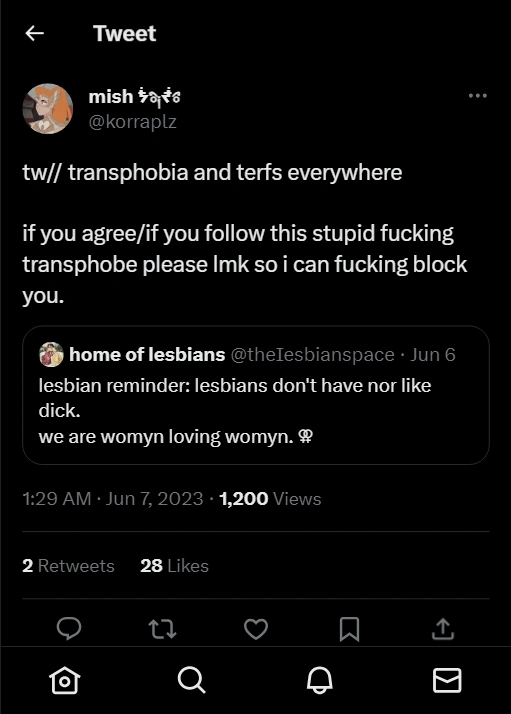 Tweet
mish
@korraplz
tw// transphobia and terfs everywhere
if you agree/if you follow this stupid fucking
transphobe please lmk so i can fucking block
you.
home of lesbians @theIesbianspace · Jun 6
lesbian reminder: lesbians don't have nor like
dick.
we are womyn loving womyn. ⚢
1:29 AM · Jun 7, 2023 · 1,200 Views
2 Retweets 28 Likes